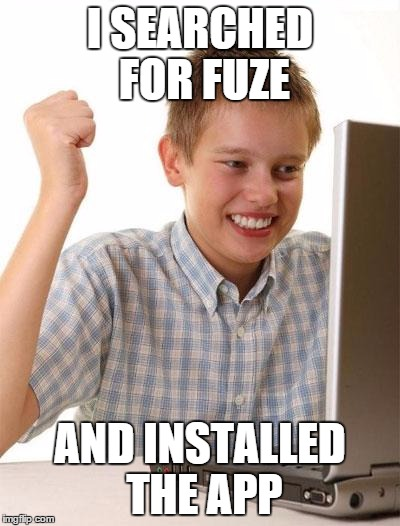 I SEARCHED
FOR FUZE
AND INSTALLED
THE APP
imgflip.com